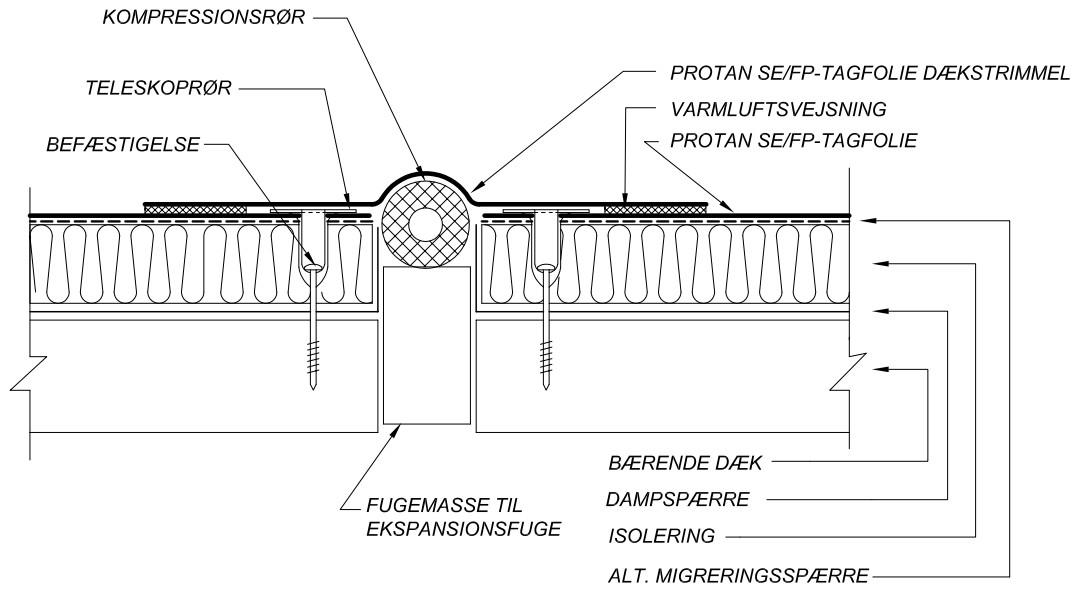 KOMPRESSIONSRØR
TELESKOPRØR
BEFÆSTIGELSE
PROTAN SE/FP-TAGFOLIE DÆKSTRIMMEL
VARMLUFTSVEJSNING
PROTAN SE/FP-TAGFOLIE
BÆRENDE DÆK
DAMPSPÆRRE
ISOLERING
ALT. MIGRERINGSSPÆRRE
FUGEMASSE TIL
EKSPANSIONSFUGE